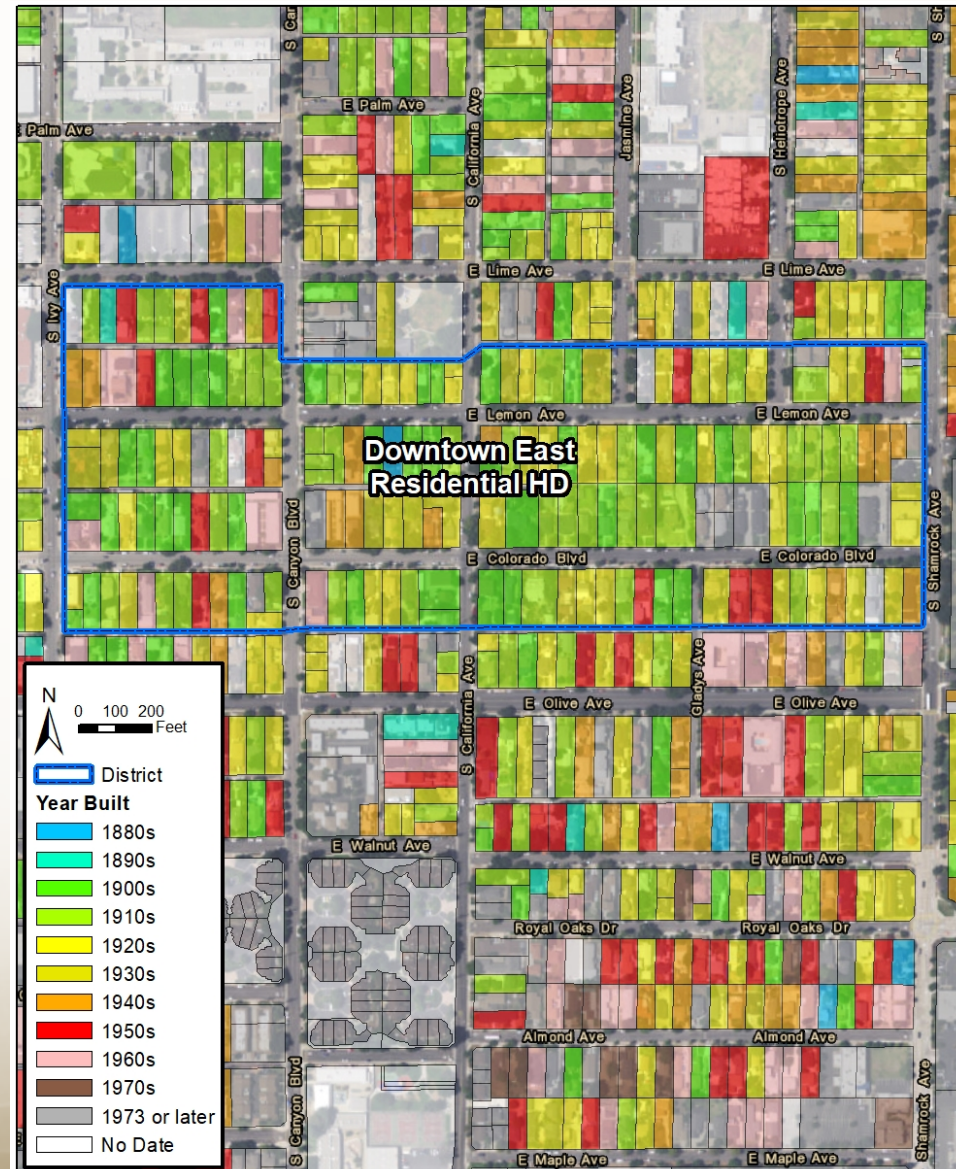 S Can
S Sh
E Palm Ave
E Palm Ave
S California Ave
Jasmine Ave
S Heliotrope Ave
S Ivy Ave
E Lime Ave
E Lime Ave
E Lemon Ave
E Lemon Ave
Downtown East
Residential HD
S Canyon Blvd
E Colorado Blvd
E Colorado Blvd
S Shamrock Ave
S California Ave
Gladys Ave
E Olive Ave
E Olive Ave
N
0 100 200
Feet
District
Year Built
1880s
1890s
1900s
1910s
1920s
1930s
1940s
1950s
1960s
1970s
1973 or later
No Date
E Walnut Ave
E Walnut Ave
Royal Oaks Dr
Royal Oaks Dr
Almond Ave
Almond Ave
S Canyon Blvd
Shamrock Ave
E Maple Ave
E Maple Ave